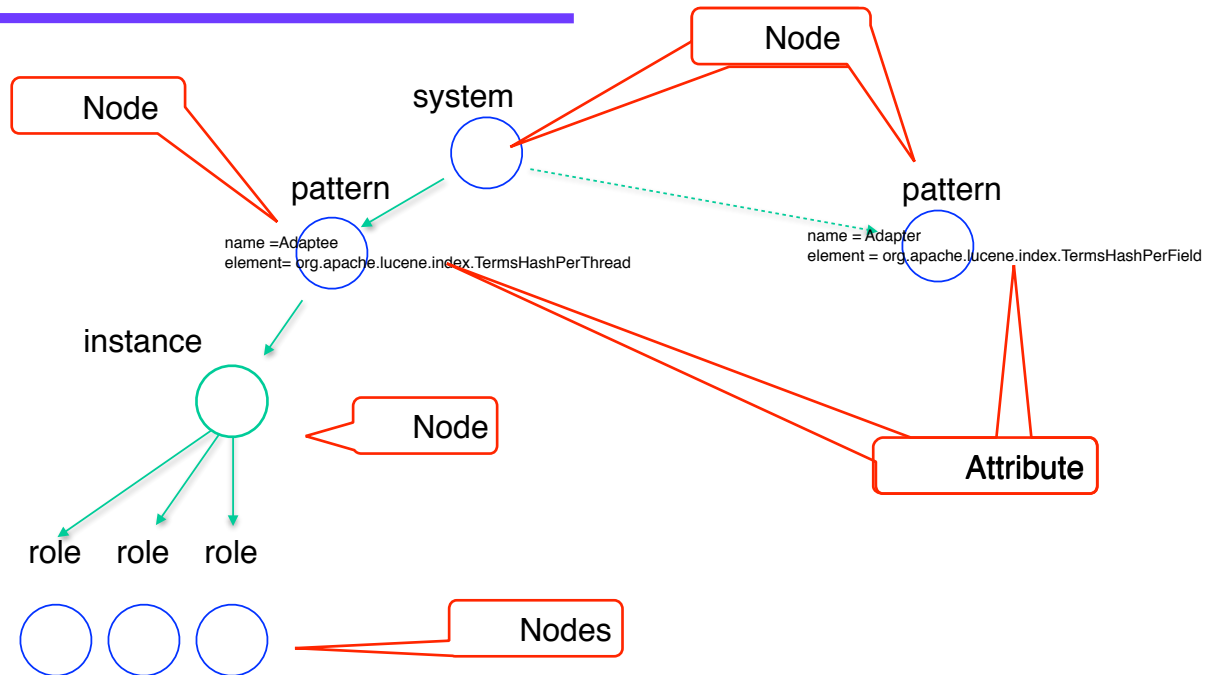 Node
system
Node
pattern
pattern
name =Adaptee
element= org.apache.lucene.index.TermsHashPerThread
name = Adapter
element = org.apache.lucene.index.TermsHashPerField
instance
Node
Attribute
role role role
Nodes